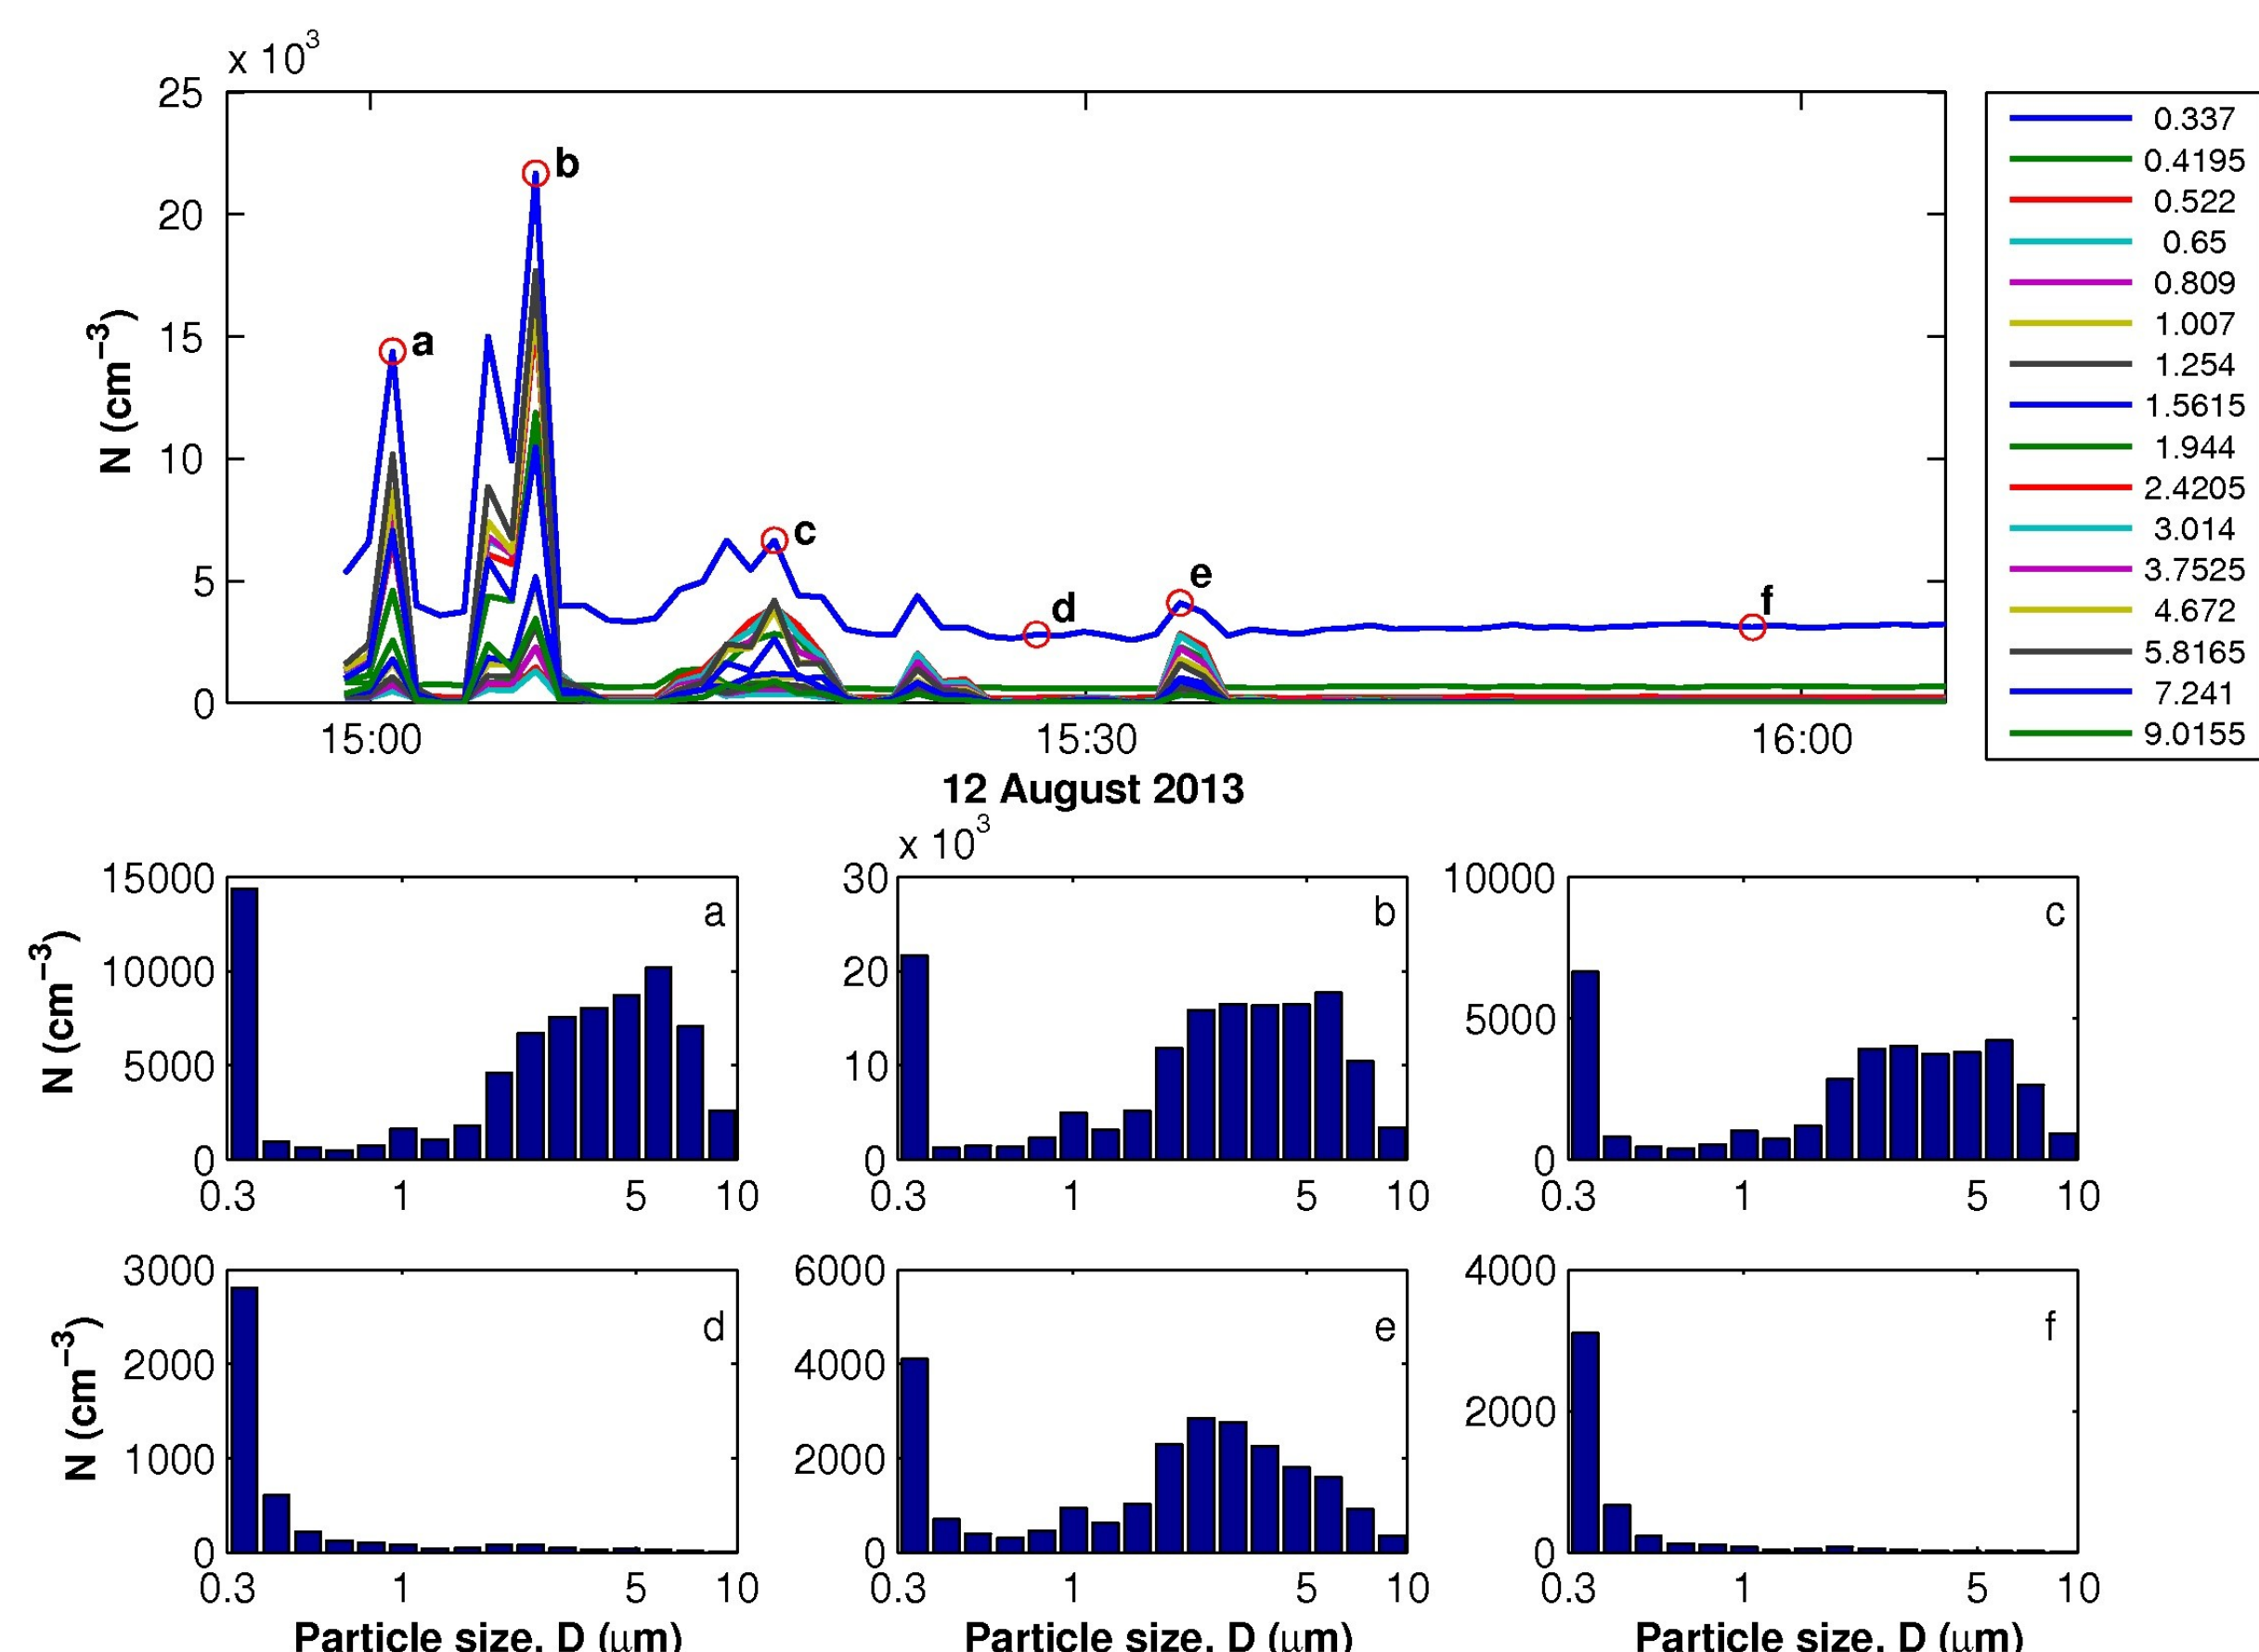 x 10³
25
20
15
10
5
0
N (cm⁻³)
a
b
c
d
e
f
15:00
15:30
16:00
12 August 2013
0.337
0.4195
0.522
0.65
0.809
1.007
1.254
1.5615
1.944
2.4205
3.014
3.7525
4.672
5.8165
7.241
9.0155
15000
10000
5000
0
N (cm⁻³)
a
0.3 1 5 10
x 10³
30
20
10
0
b
0.3 1 5 10
10000
5000
0
c
0.3 1 5 10
3000
2000
1000
0
N (cm⁻³)
d
0.3 1 5 10
Particle size, D (µm)
6000
4000
2000
0
e
0.3 1 5 10
Particle size, D (µm)
4000
2000
0
f
0.3 1 5 10
Particle size, D (µm)